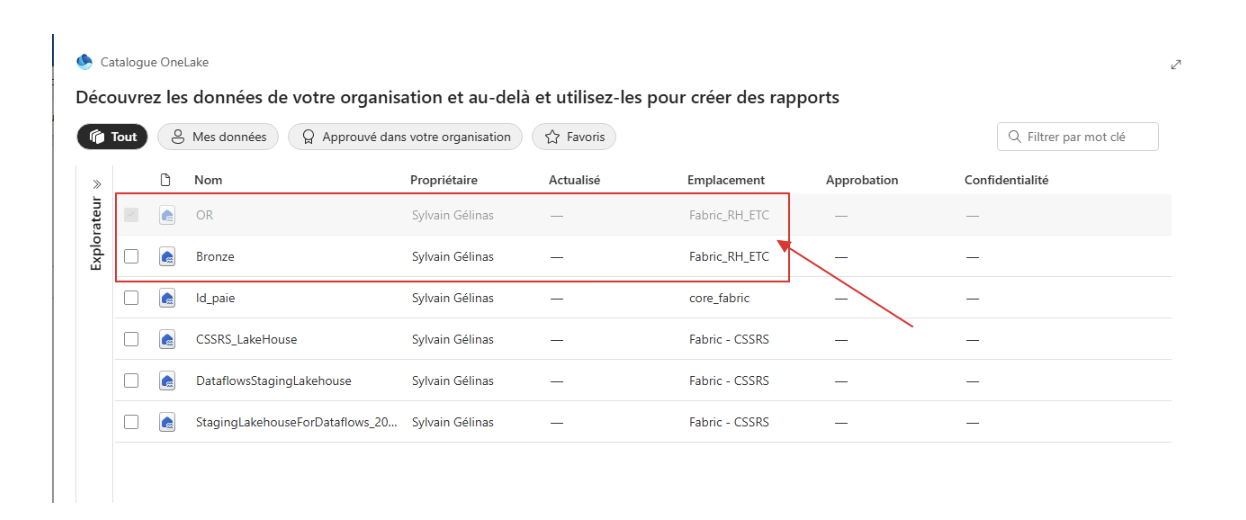 Catalogue OneLake
Découvrez les données de votre organisation et au-delà et utilisez-les pour créer des rapports
Tout Mes données Approuvé dans votre organisation Favoris Filtrer par mot clé
Explorateur
Nom Propriétaire Actualisé Emplacement Approbation Confidentialité
OR Sylvain Gélinas — Fabric_RH_ETC — —
Bronze Sylvain Gélinas — Fabric_RH_ETC — —
ld_paie Sylvain Gélinas — core_fabric — —
CSSRS_LakeHouse Sylvain Gélinas — Fabric - CSSRS — —
DataflowsStagingLakehouse Sylvain Gélinas — Fabric - CSSRS — —
StagingLakehouseForDataflows_20... Sylvain Gélinas — Fabric - CSSRS — —